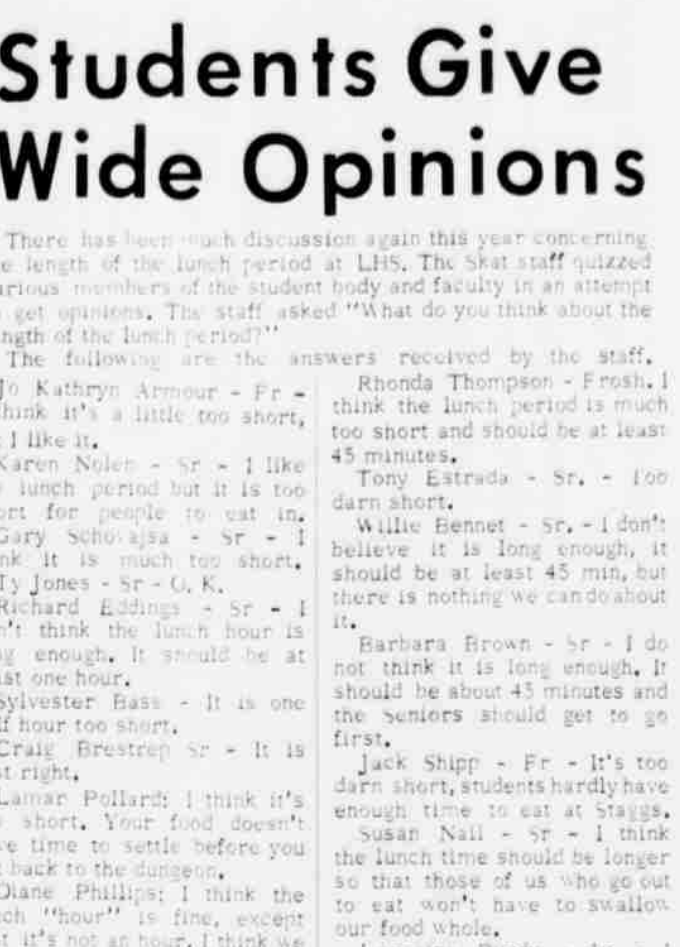 Students Give
Wide Opinions
There has been much discussion again this year concerning
e length of the lunch period at LHS. The Skat staff quizzed
arious members of the student body and faculty in an attempt
get opinions. The staff asked "What do you think about the
ngth of the lunch period?"
The following are the answers received by the staff.
Jo Kathryn Armour - Fr -
hink it's a little too short,
I like it.
Karen Nolen - Sr - I like
lunch period but it is too
ort for people to eat in.
Gary - Sr - I
nk it is much too short.
Ty Jones - Sr - O. K.
Richard Eddings - Sr - I
n't think the lunch hour is
ng enough. It should be at
ast one hour.
Sylvester Bass - It is one
lf hour too short.
Craig Brestrep Sr - It is
t right.
Lamar Pollard: I think it's
short. Your food doesn't
ve time to settle before you
back to the dungeon.
Diane Phillips: I think the
ch "hour" is fine, except
t it's not an hour. I think we
Rhonda Thompson - Frosh. I
think the lunch period is much
too short and should be at least
45 minutes.
Tony Estrada - Sr. - Too
darn short.
Willie Bennet - Sr. - I don't
believe it is long enough, it
should be at least 45 min, but
there is nothing we can do about
it.
Barbara Brown - Sr - I do
not think it is long enough. It
should be about 45 minutes and
the Seniors should get to go
first.
Jack Shipp - Fr - It's too
darn short, students hardly have
enough time to eat at Staggs.
Susan Nail - Sr - I think
the lunch time should be longer
so that those of us who go out
to eat won't have to swallow
our food whole.